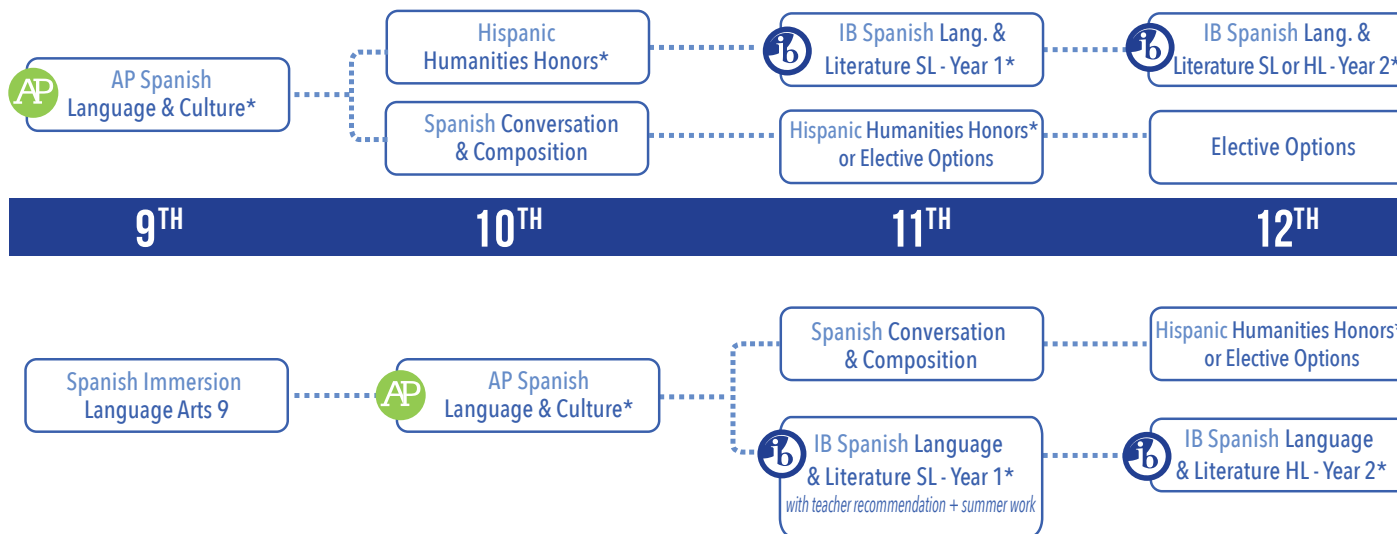 AP
AP Spanish
Language & Culture*
Hispanic
Humanities Honors*
ib
IB Spanish Lang. &
Literature SL - Year 1*
ib
IB Spanish Lang. &
Literature SL or HL - Year 2*
Spanish Conversation
& Composition
Hispanic Humanities Honors*
or Elective Options
Elective Options
9TH
10TH
11TH
12TH
Spanish Immersion
Language Arts 9
AP
AP Spanish
Language & Culture*
Spanish Conversation
& Composition
Hispanic Humanities Honors*
or Elective Options
ib
IB Spanish Language
& Literature SL - Year 1*
with teacher recommendation + summer work
ib
IB Spanish Language
& Literature HL - Year 2*